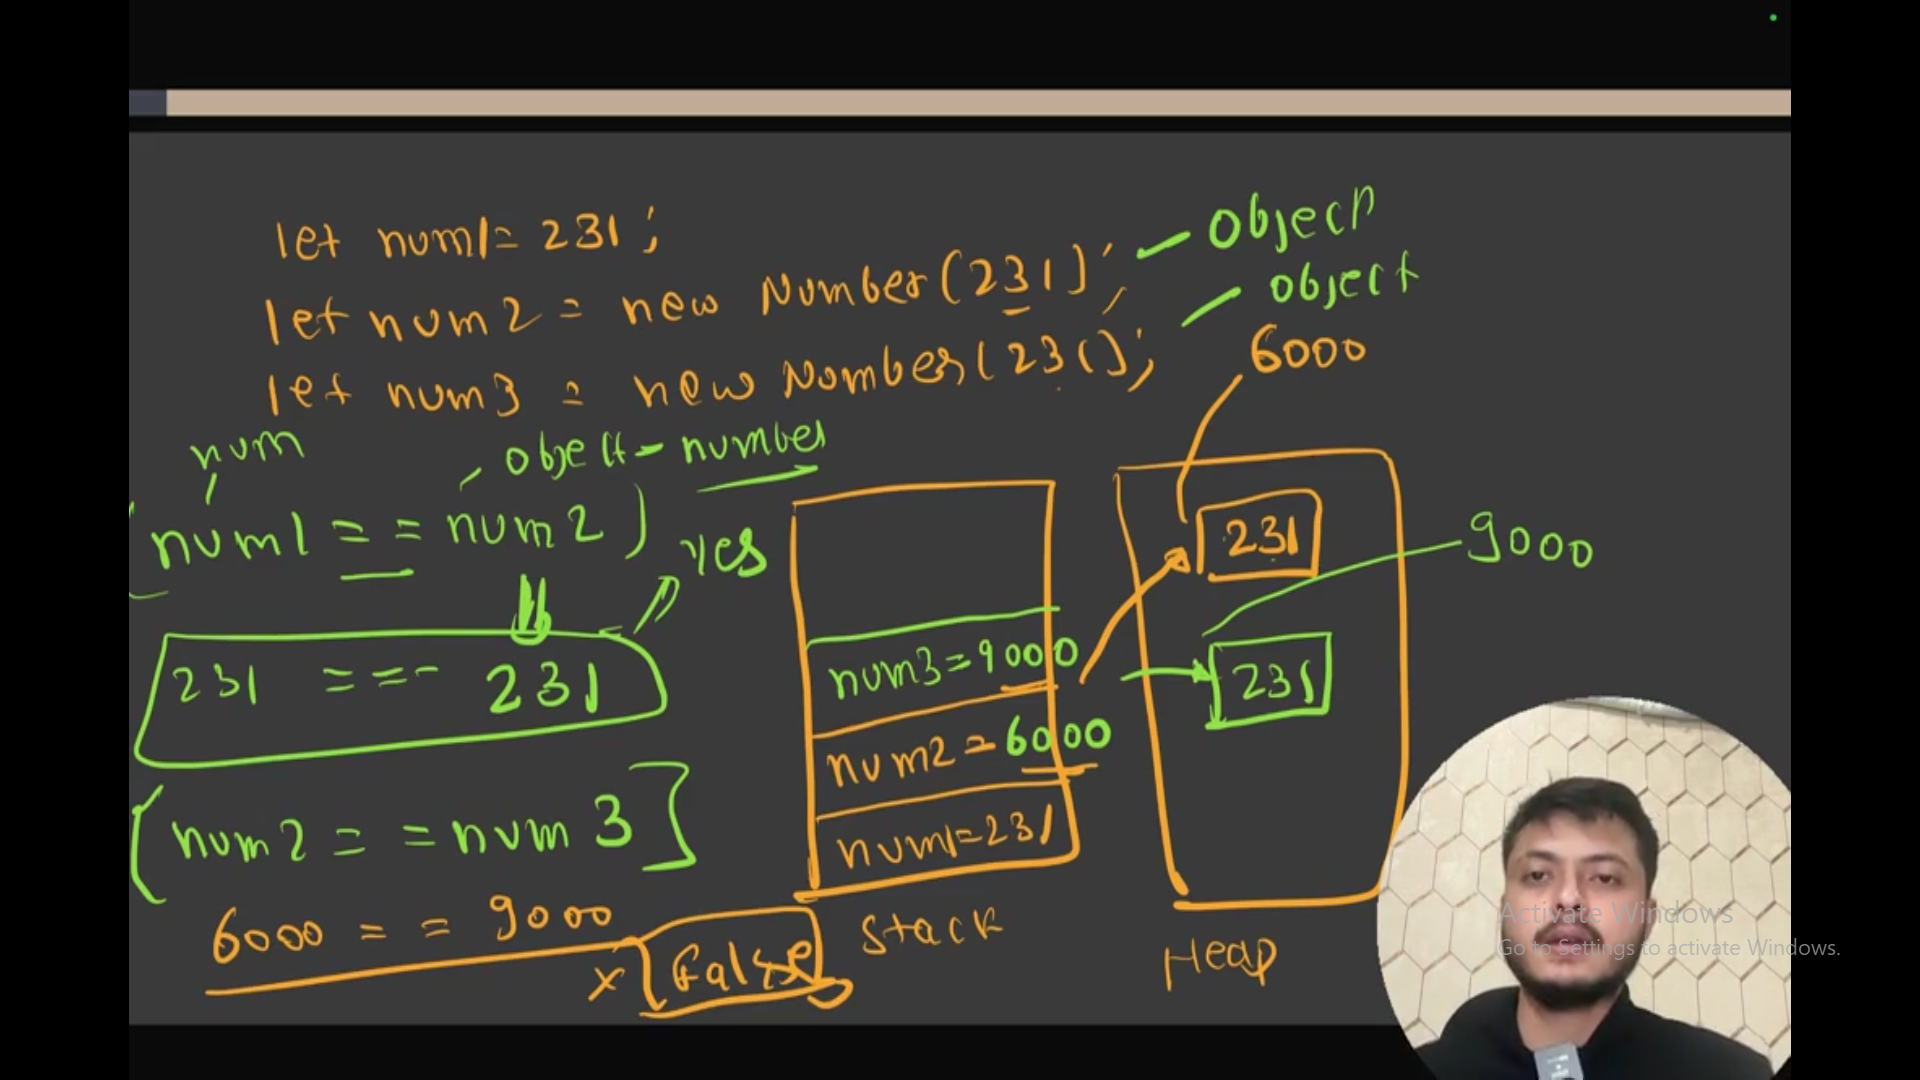 let num1= 231;
let num2 = new Number(231);
object
let num3 = new Number(231);
object
6000
num
object - number
(num1 = = num2)
yes
231 === 231
(num2 = = num 3]
6000 = = 9000
x False
num3=9000
num2=6000
num1=231
Stack
231
9000
231
Heap
Activate Windows
Go to Settings to activate Windows.